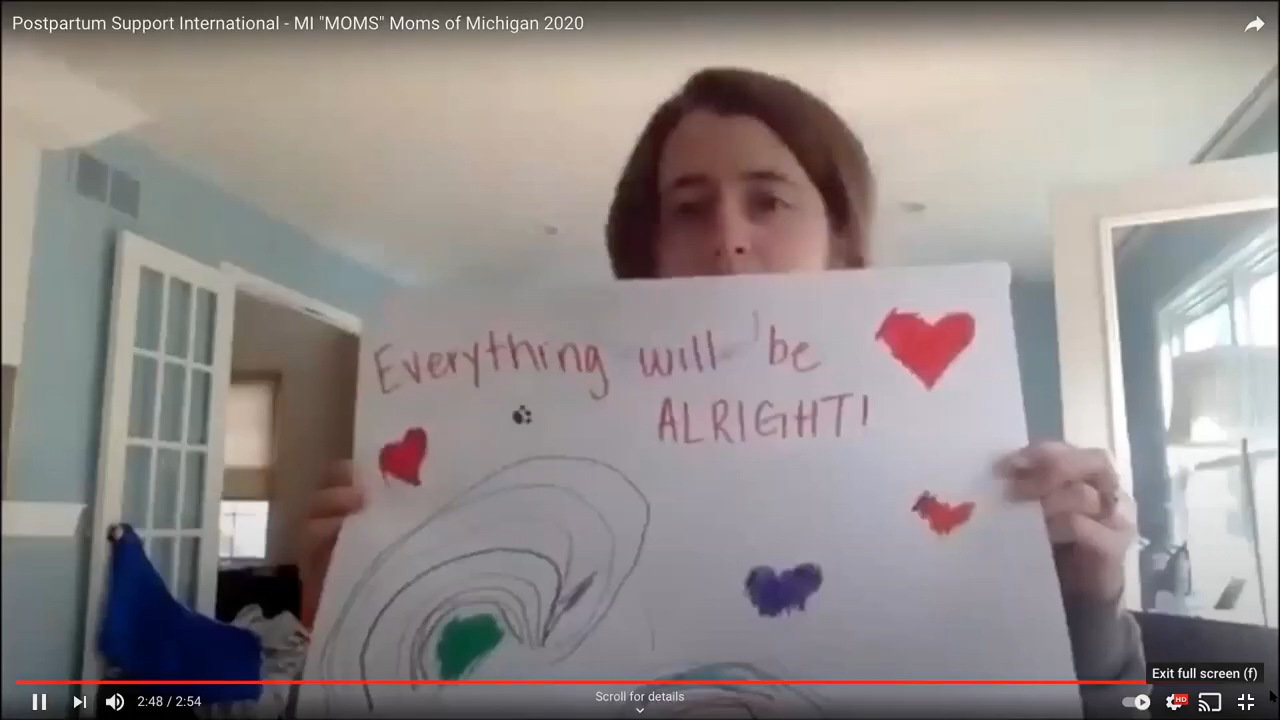 Postpartum Support International - MI "MOMS" Moms of Michigan 2020
Everything will be
ALRIGHT!
Exit full screen (f)
2:48 / 2:54
Scroll for details
HD